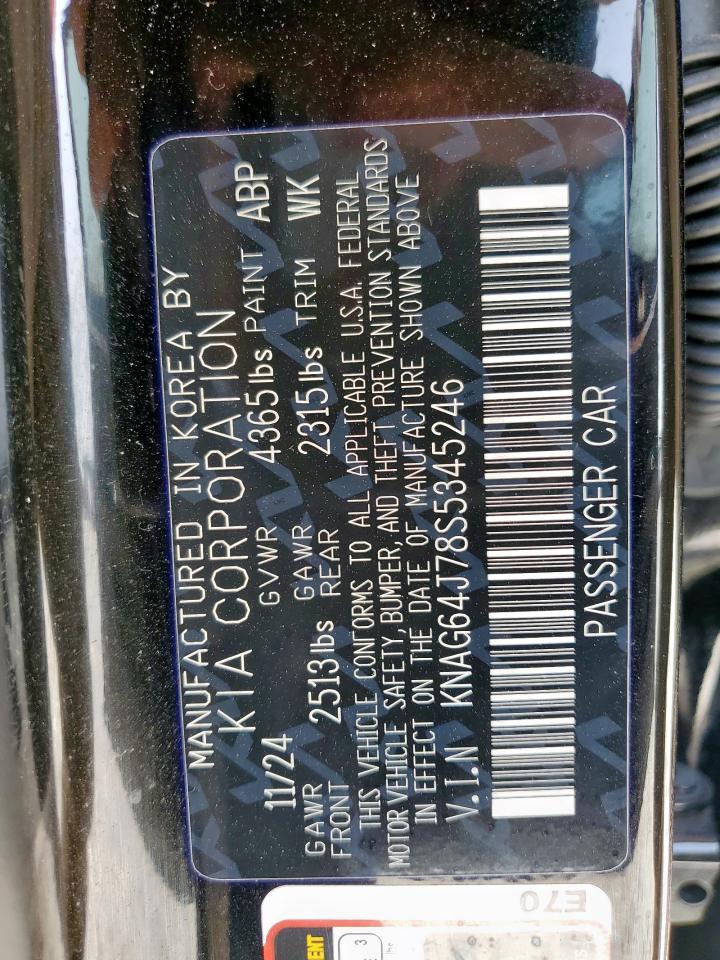 MANUFACTURED IN KOREA BY
KIA CORPORATION
11/24 GVWR 4365lbs PAINT ABP
GAWR FRONT 2513lbs GAWR REAR 2315lbs TRIM WK
THIS VEHICLE CONFORMS TO ALL APPLICABLE U.S.A. FEDERAL
MOTOR VEHICLE SAFETY, BUMPER, AND THEFT PREVENTION STANDARDS
IN EFFECT ON THE DATE OF MANUFACTURE SHOWN ABOVE
V.I.N KNAG64J78S5345246
PASSENGER CAR
E70
3